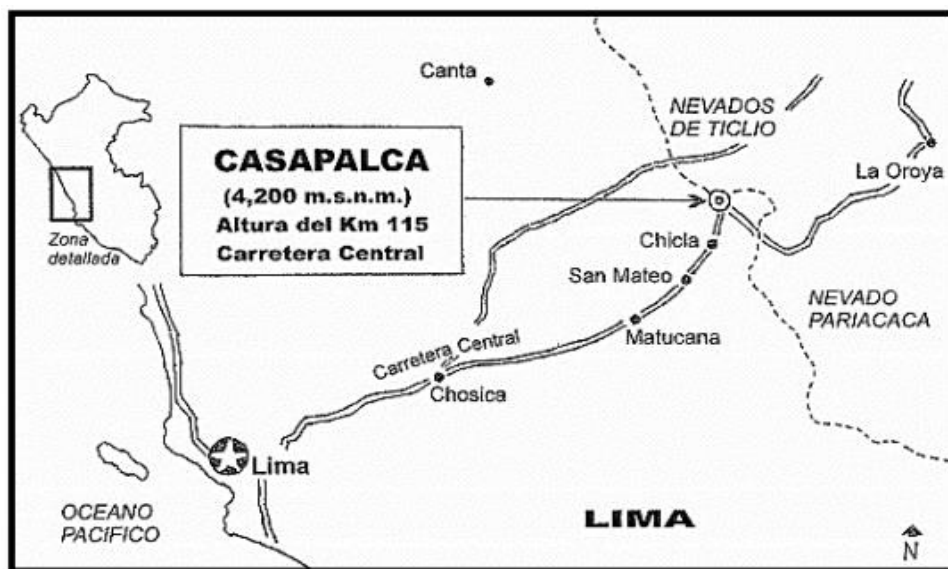 Canta
NEVADOS
DE TICLIO
CASAPALCA
(4,200 m.s.n.m.)
Altura del Km 115
Carretera Central
La Oroya
Zona
detallada
Chicla
San Mateo
NEVADO
PARIACACA
Matucana
Carretera Central
Chosica
Lima
OCEANO
PACIFICO
LIMA
N